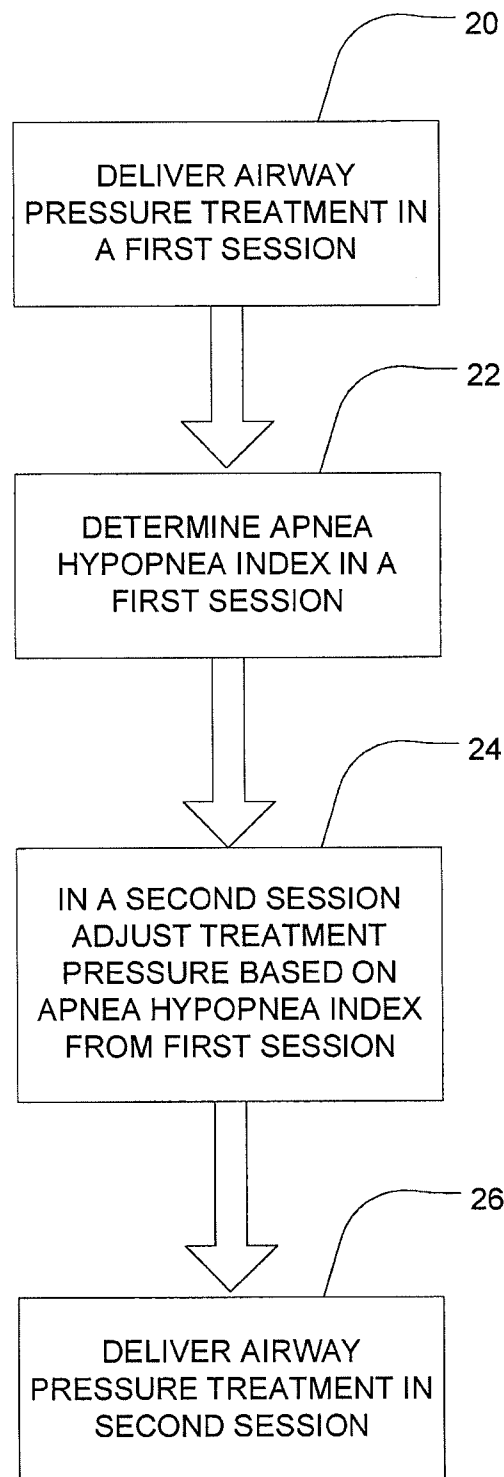 20
DELIVER AIRWAY
PRESSURE TREATMENT IN
A FIRST SESSION
22
DETERMINE APNEA
HYPOPNEA INDEX IN A
FIRST SESSION
24
IN A SECOND SESSION
ADJUST TREATMENT
PRESSURE BASED ON
APNEA HYPOPNEA INDEX
FROM FIRST SESSION
26
DELIVER AIRWAY
PRESSURE TREATMENT IN
SECOND SESSION